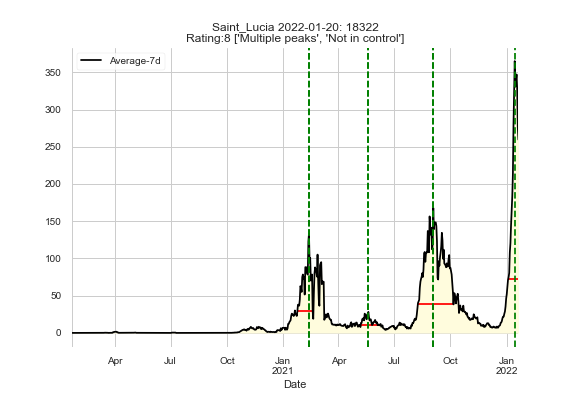 Saint_Lucia 2022-01-20: 18322
Rating:8 ['Multiple peaks', 'Not in control']
Average-7d
350
300
250
200
150
100
50
0
Apr
Jul
Oct
Jan
2021
Apr
Jul
Oct
Jan
2022
Date